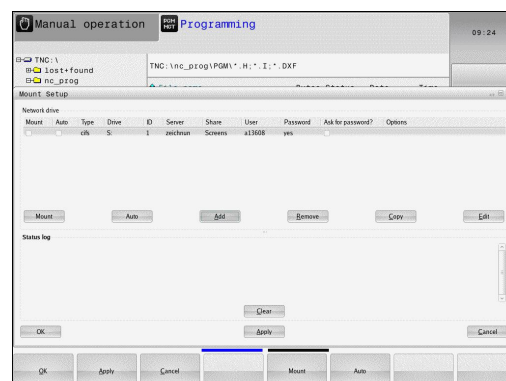 Manual operation
PGM MGT Programming
09:24
TNC:\
lost+found
nc_prog
TNC:\nc_prog\PGM\*.H;*.I;*.DXF
Mount Setup
Network drive
Mount Auto Type Drive ID Server Share User Password Ask for password? Options
cifs S: 1 zeichnun Screens a13608 yes
Mount Auto Add Remove Copy Edit
Status log
Clear
OK Apply Cancel
OK Apply Cancel Mount Auto